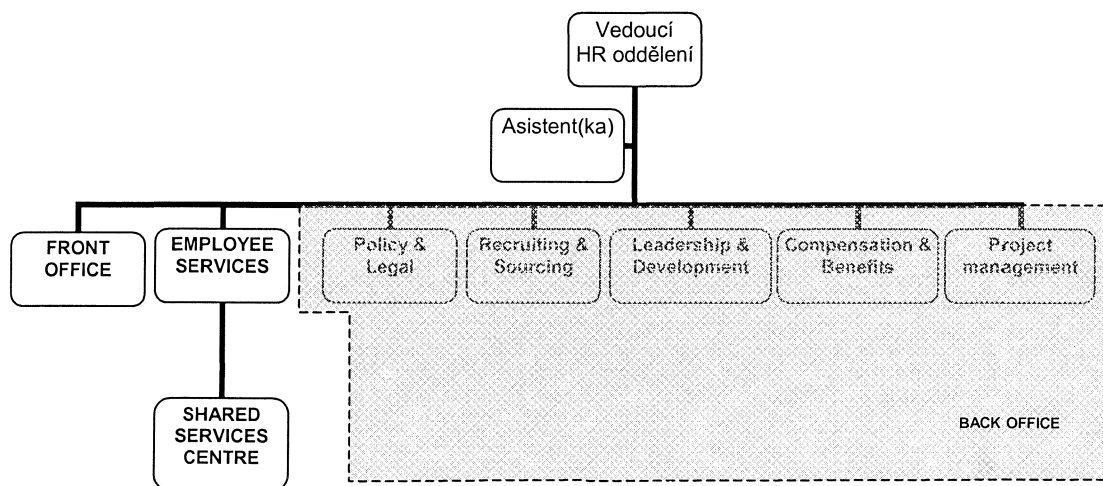 Vedoucí
HR oddělení
Asistent(ka)
FRONT
OFFICE
EMPLOYEE
SERVICES
Policy &
Legal
Recruiting &
Sourcing
Leadership &
Development
Compensation &
Benefits
Project
management
SHARED
SERVICES
CENTRE
BACK OFFICE